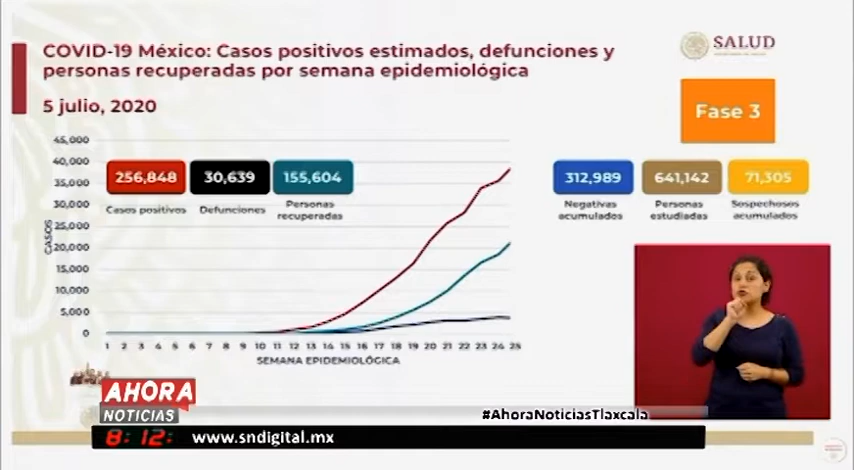 COVID-19 México: Casos positivos estimados, defunciones y
personas recuperadas por semana epidemiológica
5 julio, 2020
SALUD
Fase 3
45,000
40,000
35,000
30,000
25,000
20,000
15,000
10,000
5,000
0
CASOS
256,848
Casos positivos
30,639
Defunciones
155,604
Personas
recuperadas
312,989
Negativas
acumulados
641,142
Personas
estudiadas
71,305
Sospechosos
acumulados
1 2 3 4 5 6 7 8 9 10 11 12 13 14 15 16 17 18 19 20 21 22 23 24 25
SEMANA EPIDEMIOLÓGICA
AHORA
NOTICIAS
#AhoraNoticiasTlaxcala
8:12:
www.sndigital.mx